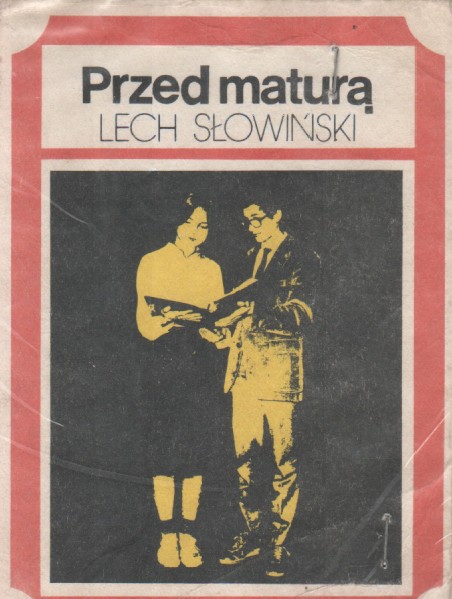 Przed maturą
LECH SŁOWIŃSKI